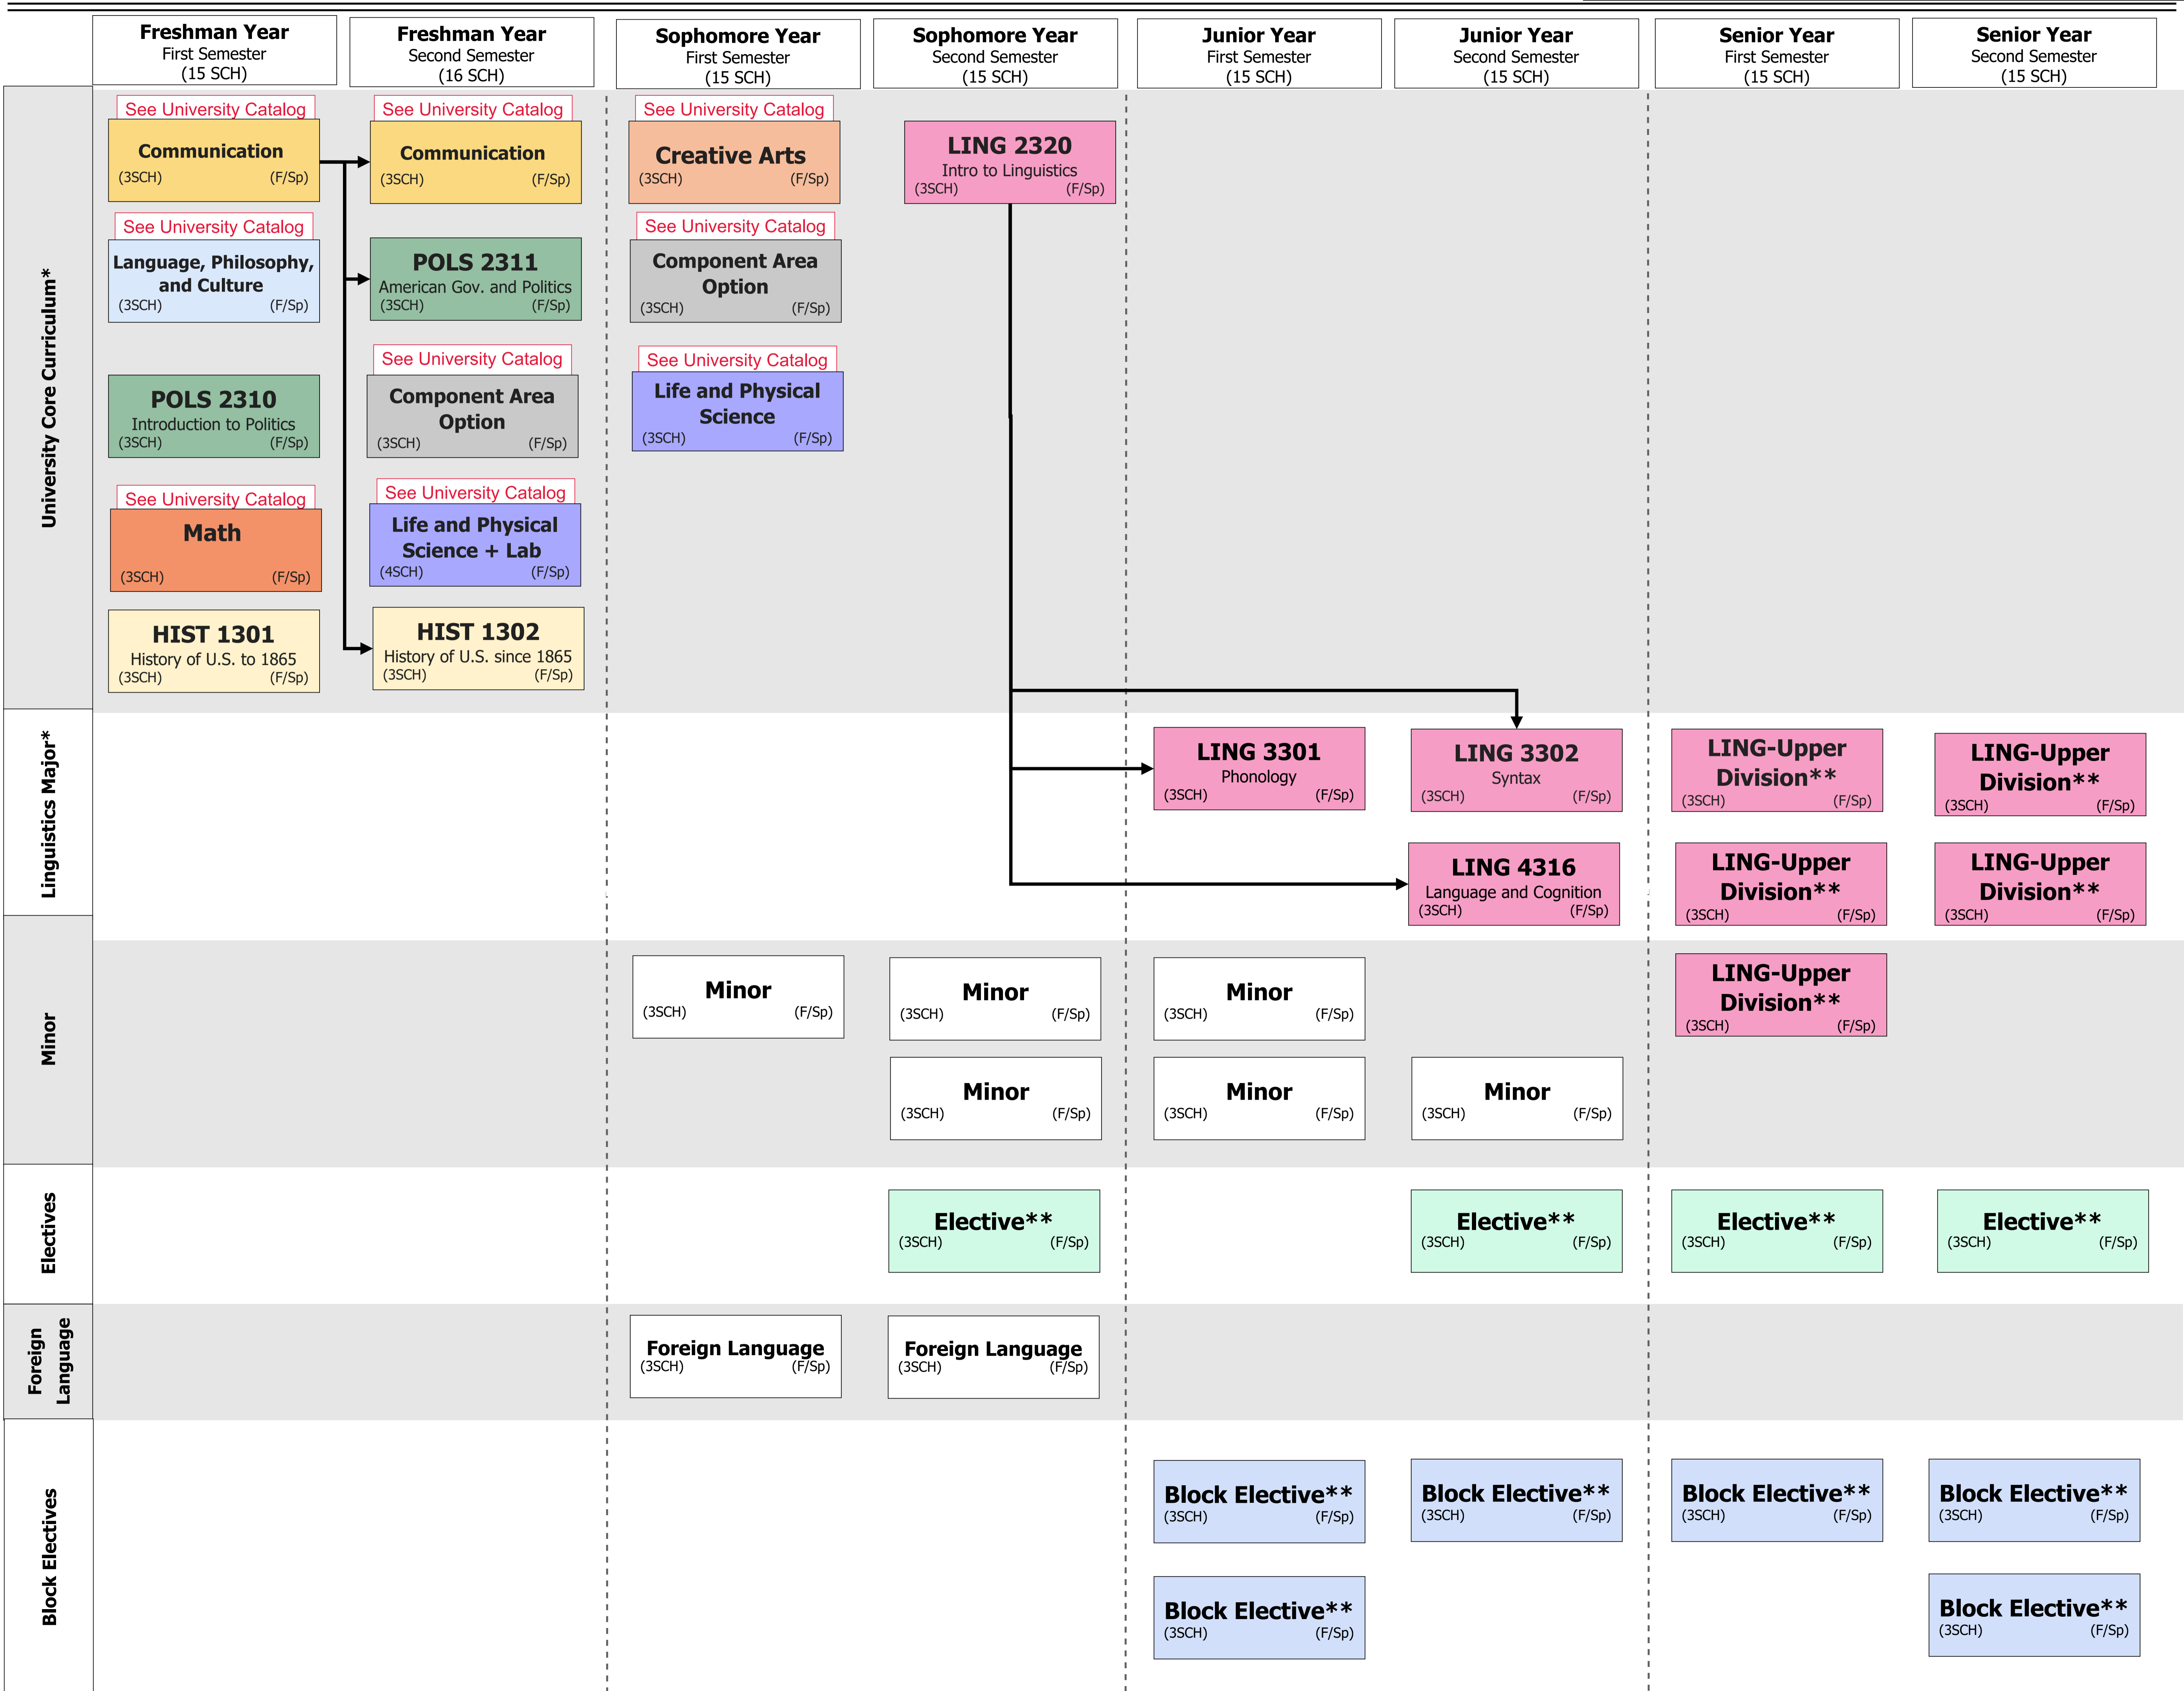 Freshman Year
First Semester
(15 SCH)
Freshman Year
Second Semester
(16 SCH)
Sophomore Year
First Semester
(15 SCH)
Sophomore Year
Second Semester
(15 SCH)
Junior Year
First Semester
(15 SCH)
Junior Year
Second Semester
(15 SCH)
Senior Year
First Semester
(15 SCH)
Senior Year
Second Semester
(15 SCH)
University Core Curriculum*
See University Catalog
Communication
(3SCH) (F/Sp)
See University Catalog
Communication
(3SCH) (F/Sp)
See University Catalog
Creative Arts
(3SCH) (F/Sp)
LING 2320
Intro to Linguistics
(3SCH) (F/Sp)
See University Catalog
Language, Philosophy,
and Culture
(3SCH) (F/Sp)
POLS 2311
American Gov. and Politics
(3SCH) (F/Sp)
See University Catalog
Component Area
Option
(3SCH) (F/Sp)
POLS 2310
Introduction to Politics
(3SCH) (F/Sp)
See University Catalog
Component Area
Option
(3SCH) (F/Sp)
See University Catalog
Life and Physical
Science
(3SCH) (F/Sp)
See University Catalog
Math
(3SCH) (F/Sp)
See University Catalog
Life and Physical
Science + Lab
(4SCH) (F/Sp)
HIST 1301
History of U.S. to 1865
(3SCH) (F/Sp)
HIST 1302
History of U.S. since 1865
(3SCH) (F/Sp)
Linguistics Major*
LING 3301
Phonology
(3SCH) (F/Sp)
LING 3302
Syntax
(3SCH) (F/Sp)
LING-Upper
Division**
(3SCH) (F/Sp)
LING-Upper
Division**
(3SCH) (F/Sp)
LING 4316
Language and Cognition
(3SCH) (F/Sp)
LING-Upper
Division**
(3SCH) (F/Sp)
LING-Upper
Division**
(3SCH) (F/Sp)
Minor
Minor
(3SCH) (F/Sp)
Minor
(3SCH) (F/Sp)
Minor
(3SCH) (F/Sp)
LING-Upper
Division**
(3SCH) (F/Sp)
Minor
(3SCH) (F/Sp)
Minor
(3SCH) (F/Sp)
Minor
(3SCH) (F/Sp)
Electives
Elective**
(3SCH) (F/Sp)
Elective**
(3SCH) (F/Sp)
Elective**
(3SCH) (F/Sp)
Elective**
(3SCH) (F/Sp)
Foreign
Language
Foreign Language
(3SCH) (F/Sp)
Foreign Language
(3SCH) (F/Sp)
Block Electives
Block Elective**
(3SCH) (F/Sp)
Block Elective**
(3SCH) (F/Sp)
Block Elective**
(3SCH) (F/Sp)
Block Elective**
(3SCH) (F/Sp)
Block Elective**
(3SCH) (F/Sp)
Block Elective**
(3SCH) (F/Sp)